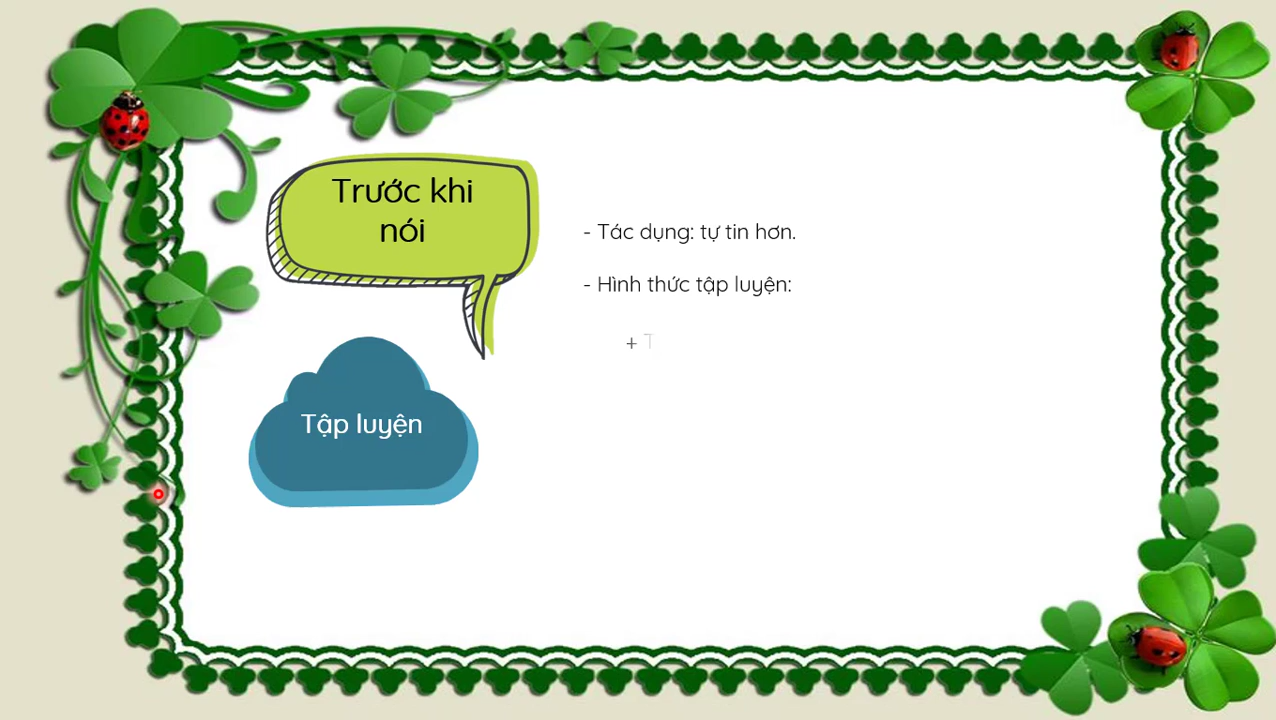 Trước khi
nói
- Tác dụng: tự tin hơn.
- Hình thức tập luyện:
+ T
Tập luyện